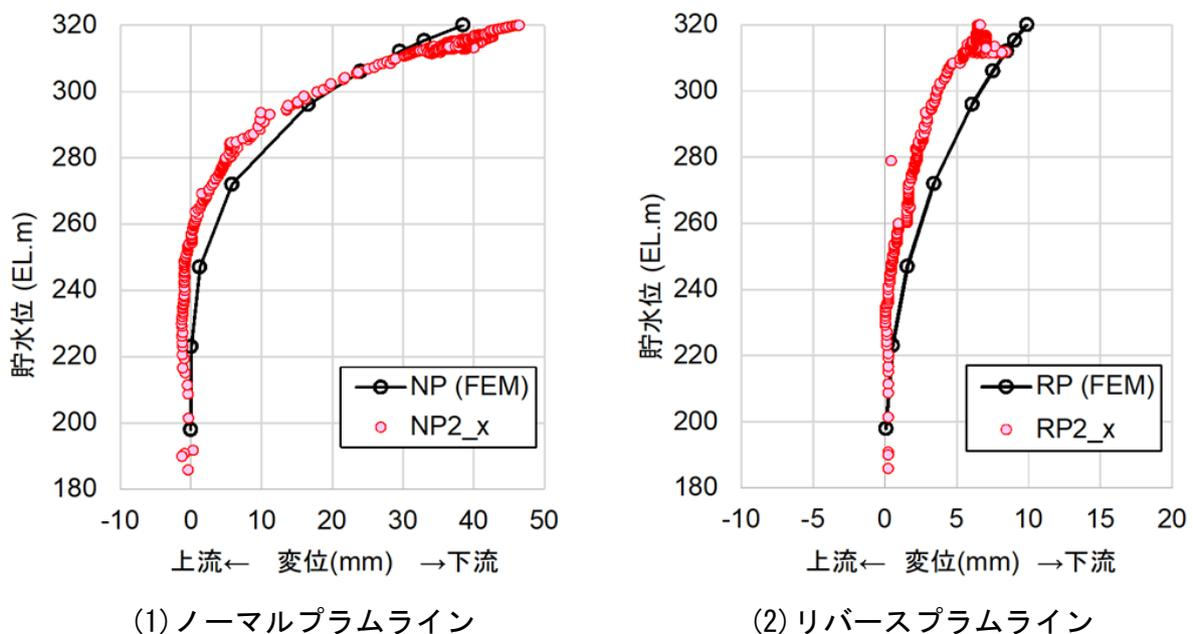 320
300
280
260
240
220
200
180
貯水位 (EL.m)
NP (FEM)
NP2_x
-10 0 10 20 30 40 50
上流← 変位(mm) →下流
(1)ノーマルプラムライン
320
300
280
260
240
220
200
180
貯水位 (EL.m)
RP (FEM)
RP2_x
-10 -5 0 5 10 15 20
上流← 変位(mm) →下流
(2)リバースプラムライン